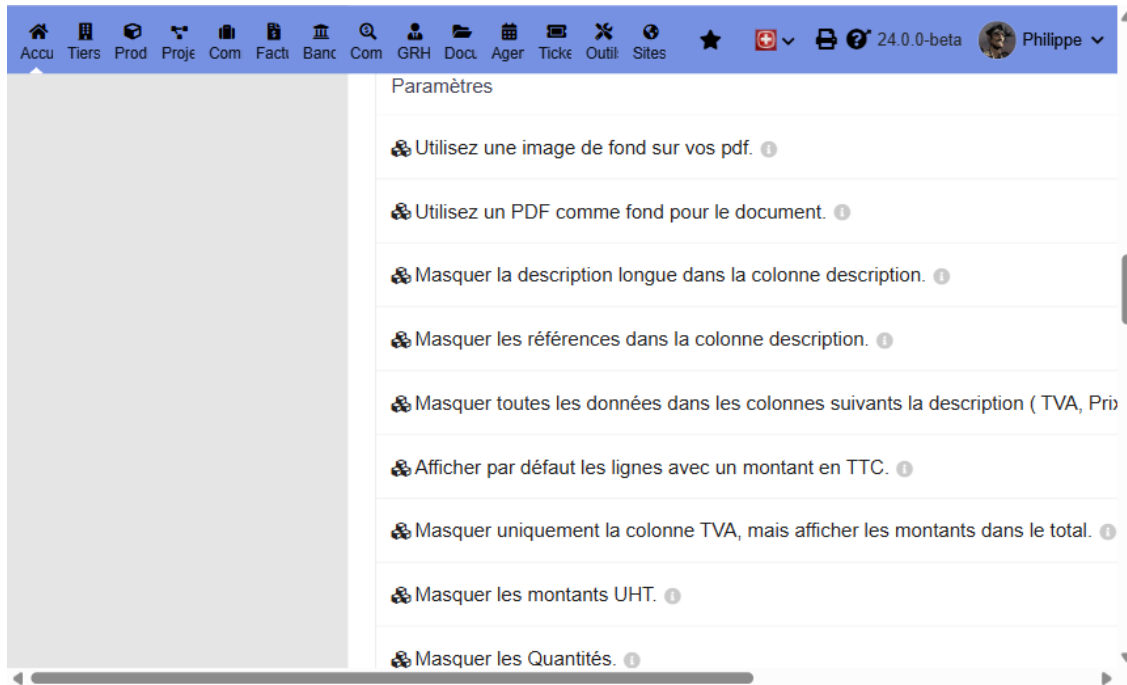 Accu Tiers Prod Proje Com Factu Banc Com GRH Docu Ager Ticke Outil Sites 24.0.0-beta Philippe
Paramètres
Utilisez une image de fond sur vos pdf.
Utilisez un PDF comme fond pour le document.
Masquer la description longue dans la colonne description.
Masquer les références dans la colonne description.
Masquer toutes les données dans les colonnes suivants la description ( TVA, Prix
Afficher par défaut les lignes avec un montant en TTC.
Masquer uniquement la colonne TVA, mais afficher les montants dans le total.
Masquer les montants UHT.
Masquer les Quantités.